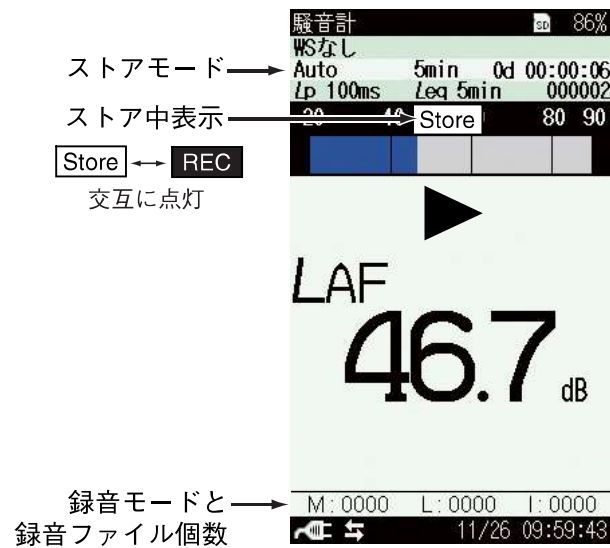 騒音計 SD 86%
WSなし
ストアモード
Auto 5min 0d 00:00:06
Lp 100ms Leq 5min 000002
ストア中表示
20 Store 80 90
Store ↔ REC
交互に点灯
LAF
46.7 dB
録音モードと
録音ファイル個数
M:0000 L:0000 I:0000
11/26 09:59:43